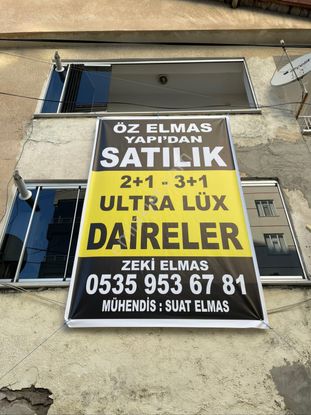 ÖZ ELMAS
YAPI'DAN
SATILIK
2+1 - 3+1
ULTRA LÜX
DAİRELER
ZEKİ ELMAS
0535 953 67 81
MÜHENDİS : SUAT ELMAS